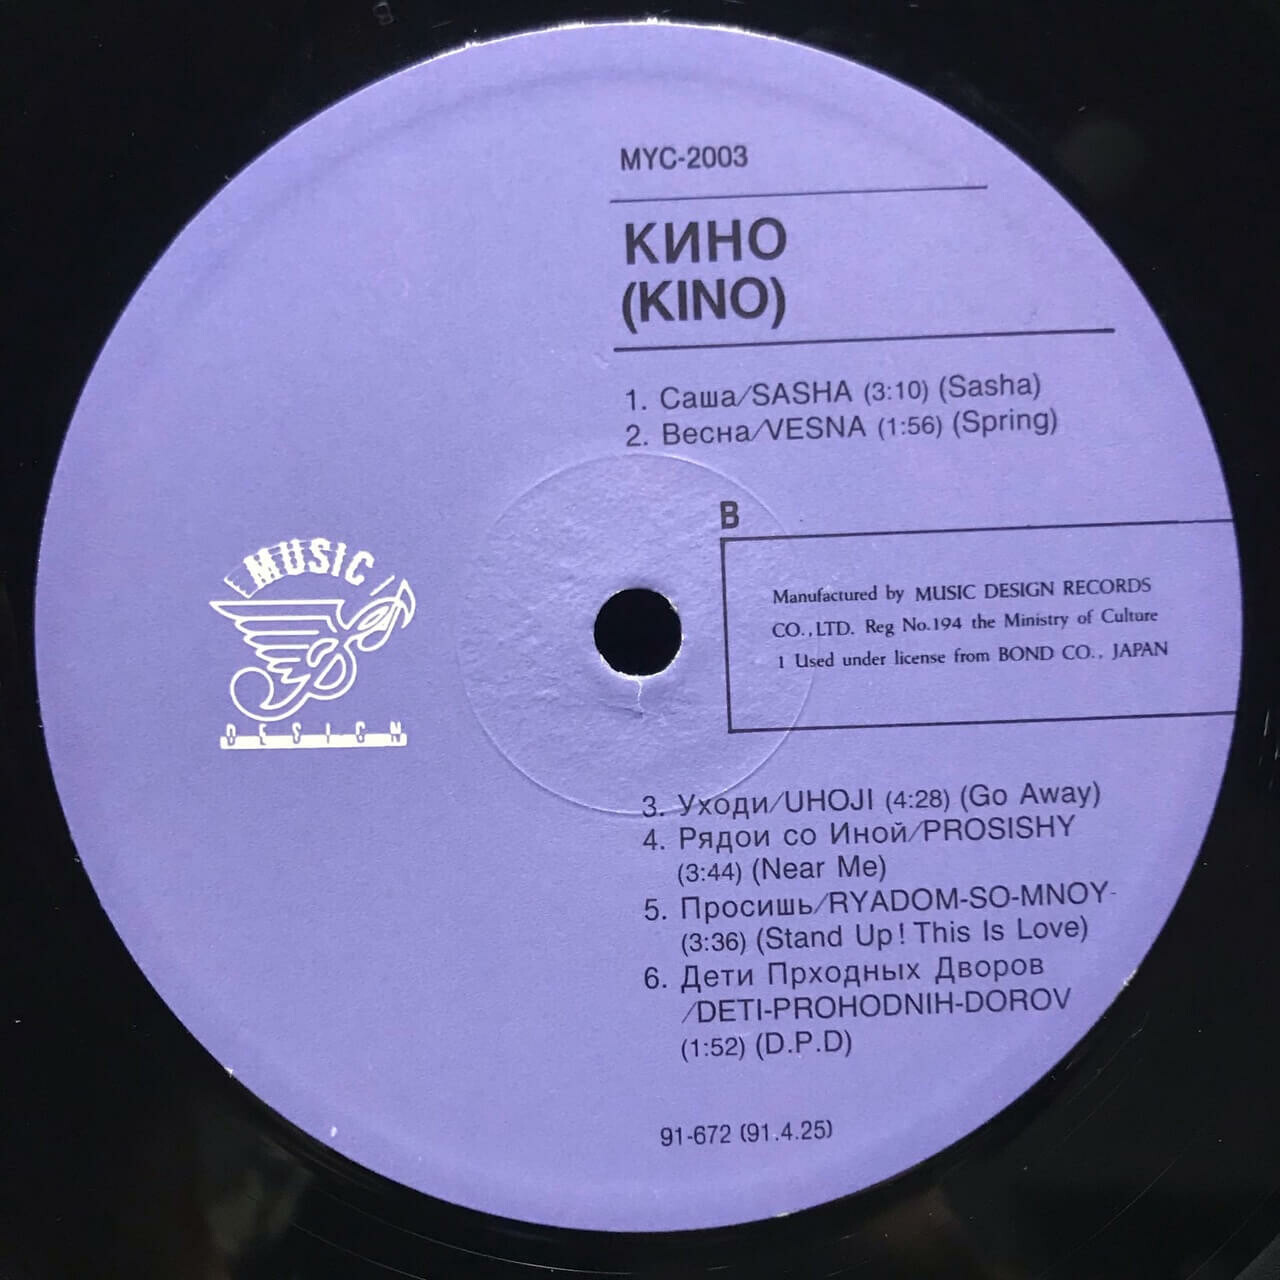 MYC-2003
КИНО
(KINO)
1. Саша/SASHA (3:10) (Sasha)
2. Весна/VESNA (1:56) (Spring)
B
MUSIC
DESIGN
Manufactured by MUSIC DESIGN RECORDS
CO., LTD. Reg No.194 the Ministry of Culture
1 Used under license from BOND CO., JAPAN
3. Уходи/UHOJI (4:28) (Go Away)
4. Рядои со Иной/PROSISHY
(3:44) (Near Me)
5. Просишь/RYADOM-SO-MNOY-
(3:36) (Stand Up! This Is Love)
6. Дети Прходных Дворов
/DETI-PROHODNIH-DOROV
(1:52) (D.P.D)
91-672 (91.4.25)